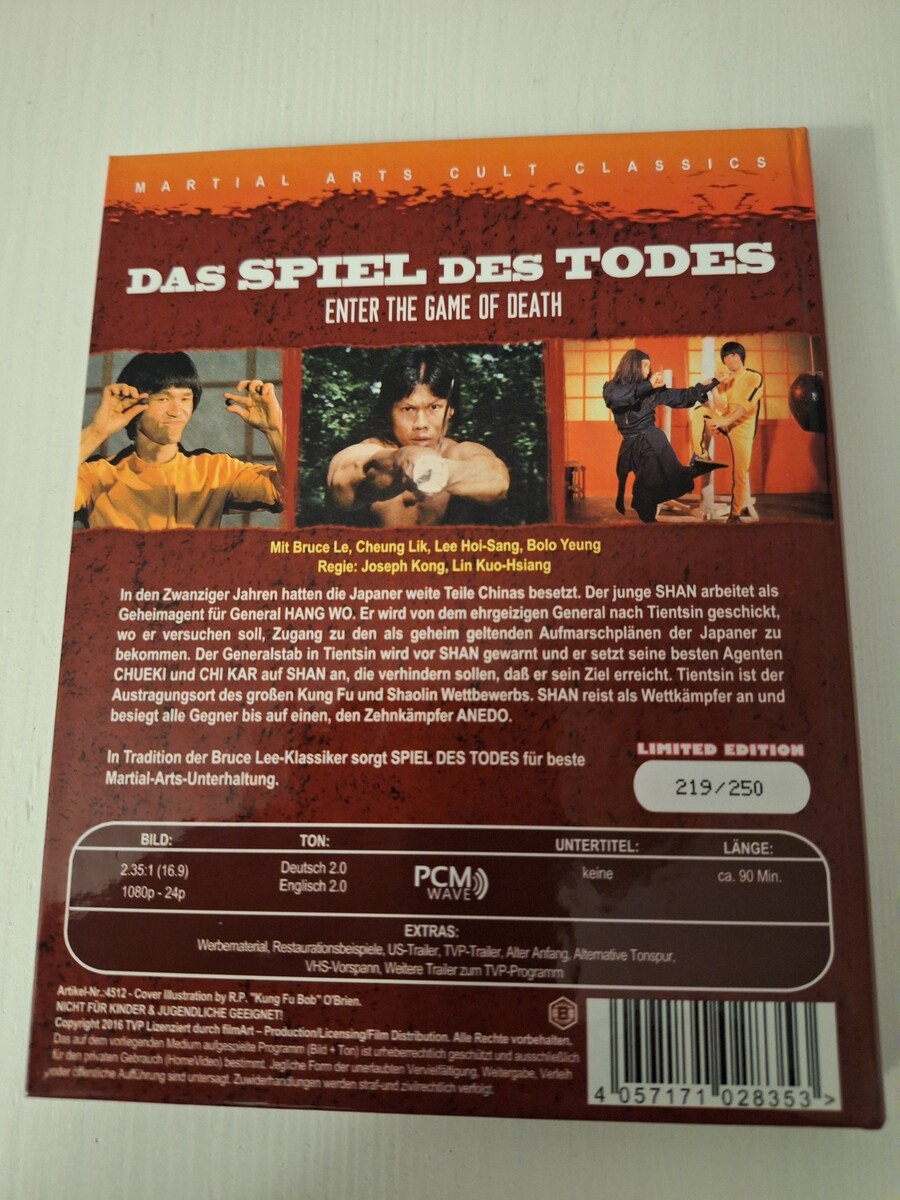 MARTIAL ARTS CULT CLASSICS
DAS SPIEL DES TODES
ENTER THE GAME OF DEATH
Mit Bruce Le, Cheung Lik, Lee Hoi-Sang, Bolo Yeung
Regie: Joseph Kong, Lin Kuo-Hsiang
In den Zwanziger Jahren hatten die Japaner weite Teile Chinas besetzt. Der junge SHAN arbeitet als
Geheimagent für General HANG WO. Er wird von dem ehrgeizigen General nach Tientsin geschickt,
wo er versuchen soll, Zugang zu den als geheim geltenden Aufmarschplänen der Japaner zu
bekommen. Der Generalstab in Tientsin wird vor SHAN gewarnt und er setzt seine besten Agenten
CHUEKI und CHI KAR auf SHAN an, die verhindern sollen, daß er sein Ziel erreicht. Tientsin ist der
Austragungsort des großen Kung Fu und Shaolin Wettbewerbs. SHAN reist als Wettkämpfer an und
besiegt alle Gegner bis auf einen, den Zehnkämpfer ANEDO.
In Tradition der Bruce Lee-Klassiker sorgt SPIEL DES TODES für beste
Martial-Arts-Unterhaltung.
LIMITED EDITION
219/250
BILD: TON: UNTERTITEL: LÄNGE:
2.35:1 (16.9) Deutsch 2.0 PCM keine ca. 90 Min.
1080p - 24p Englisch 2.0 WAVE
EXTRAS:
Werbematerial, Restaurationsbeispiele, US-Trailer, TVP-Trailer, Alter Anfang, Alternative Tonspur,
VHS-Vorspann, Weitere Trailer zum TVP-Programm
Artikel-Nr.:4512 - Cover Illustration by R.P. "Kung Fu Bob" O'Brien.
NICHT FÜR KINDER & JUGENDLICHE GEEIGNET!
Copyright 2016 TVP Lizenziert durch filmArt – Production/Licensing/Film Distribution. Alle Rechte vorbehalten.
Das auf dem vorliegenden Medium aufgespielte Programm (Bild + Ton) ist urheberrechtlich geschützt und ausschließlich
für den privaten Gebrauch (HomeVideo) bestimmt. Jegliche Form der unerlaubten Vervielfältigung, Weitergabe, Verleih
oder öffentliche Aufführung sind untersagt. Zuwiderhandlungen werden straf-und zivilrechtlich verfolgt.
B
4 057171 028353 >